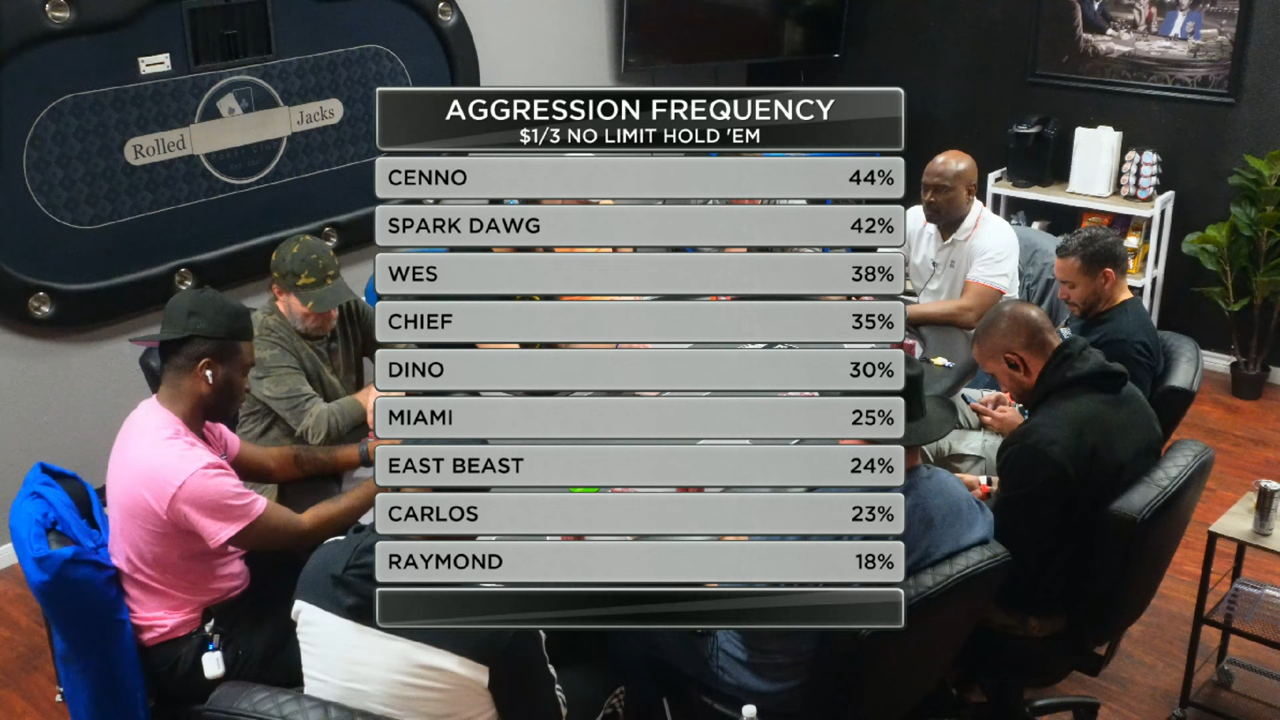 Rolled Jacks
AGGRESSION FREQUENCY
$1/3 NO LIMIT HOLD 'EM
CENNO 44%
SPARK DAWG 42%
WES 38%
CHIEF 35%
DINO 30%
MIAMI 25%
EAST BEAST 24%
CARLOS 23%
RAYMOND 18%